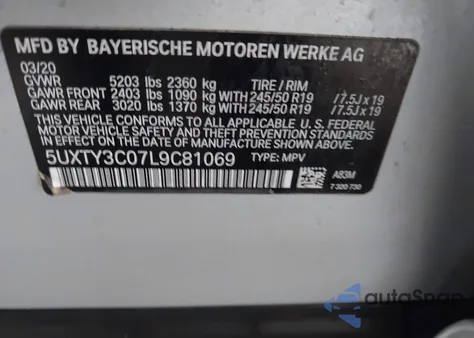 MFD BY BAYERISCHE MOTOREN WERKE AG
03/20
GVWR 5203 lbs 2360 kg TIRE / RIM
GAWR FRONT 2403 lbs 1090 kg WITH 245/50 R19 /7.5J x 19
GAWR REAR 3020 lbs 1370 kg WITH 245/50 R19 /7.5J x 19
THIS VEHICLE CONFORMS TO ALL APPLICABLE U.S. FEDERAL
MOTOR VEHICLE SAFETY AND THEFT PREVENTION STANDARDS
IN EFFECT ON THE DATE OF MANUFACTURE SHOWN ABOVE.
5UXTY3C07L9C81069 TYPE: MPV
A83M
7 320 730
autoSnap